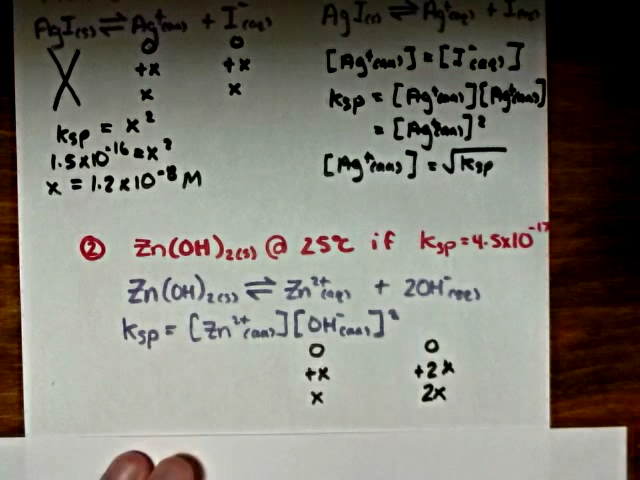 AgI(s) ⇌ Ag⁺(aq) + I⁻(aq)
0 0
+x +x
x x
Ksp = x²
1.5x10⁻¹⁶ = x²
x = 1.2x10⁻⁸ M
AgI(s) ⇌ Ag⁺(aq) + I⁻(aq)
[Ag⁺(aq)] = [I⁻(aq)]
Ksp = [Ag⁺(aq)][Ag⁺(aq)]
= [Ag⁺(aq)]²
[Ag⁺(aq)] = √Ksp
② Zn(OH)₂(s) @ 25°C if Ksp = 4.5x10⁻¹⁷
Zn(OH)₂(s) ⇌ Zn²⁺(aq) + 2OH⁻(aq)
Ksp = [Zn²⁺(aq)][OH⁻(aq)]²
0 0
+x +2x
x 2x